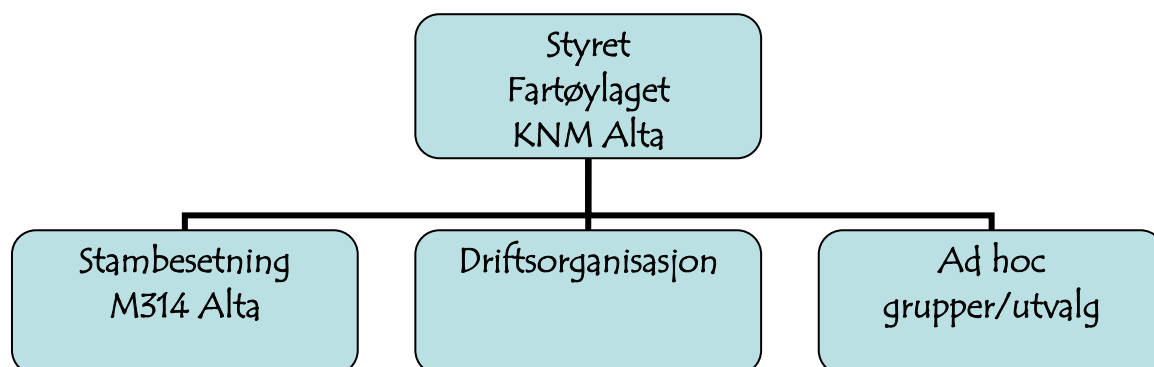 Styret
Fartøylaget
KNM Alta
Stambesetning
M314 Alta
Driftsorganisasjon
Ad hoc
grupper/utvalg